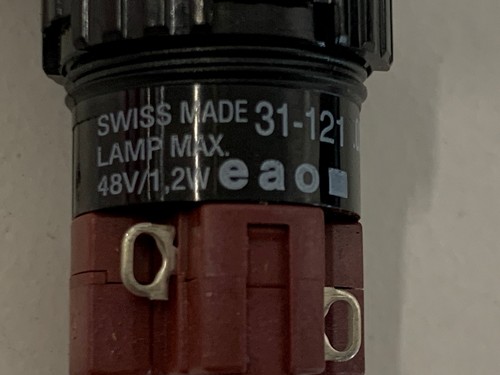 SWISS MADE 31-121
LAMP MAX.
48V/1,2W eao